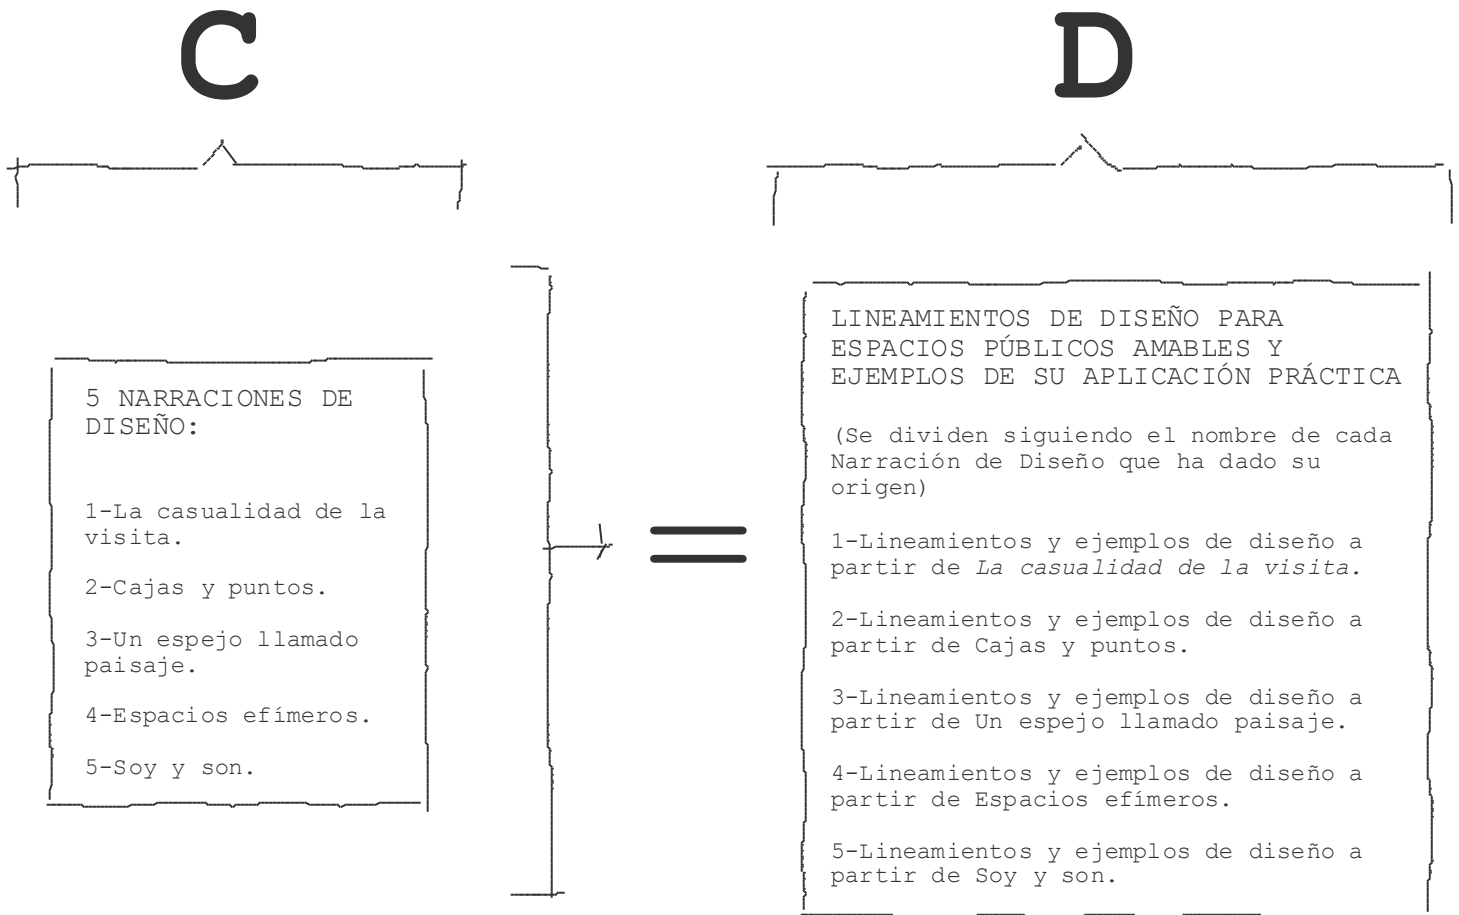 C
D
5 NARRACIONES DE
DISEÑO:
1-La casualidad de la
visita.
2-Cajas y puntos.
3-Un espejo llamado
paisaje.
4-Espacios efímeros.
5-Soy y son.
=
LINEAMIENTOS DE DISEÑO PARA
ESPACIOS PÚBLICOS AMABLES Y
EJEMPLOS DE SU APLICACIÓN PRÁCTICA
(Se dividen siguiendo el nombre de cada
Narración de Diseño que ha dado su
origen)
1-Lineamientos y ejemplos de diseño a
partir de La casualidad de la visita.
2-Lineamientos y ejemplos de diseño a
partir de Cajas y puntos.
3-Lineamientos y ejemplos de diseño a
partir de Un espejo llamado paisaje.
4-Lineamientos y ejemplos de diseño a
partir de Espacios efímeros.
5-Lineamientos y ejemplos de diseño a
partir de Soy y son.